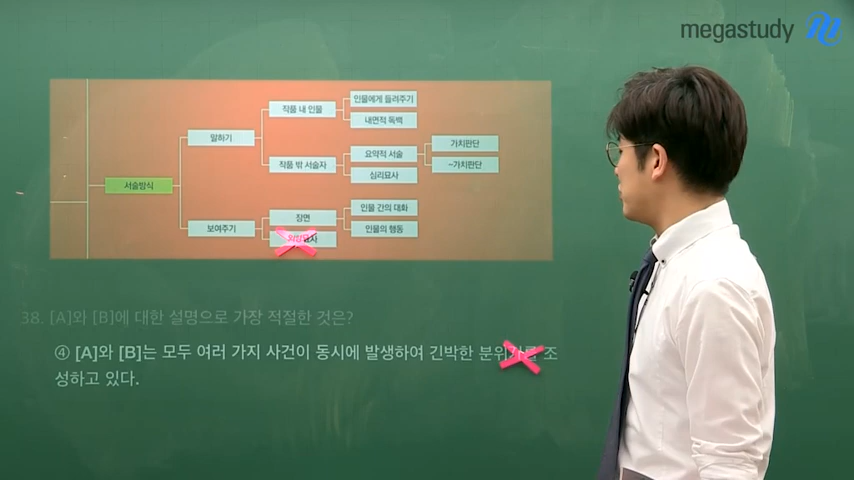 megastudy
서술방식
말하기
보여주기
작품 내 인물
작품 밖 서술자
장면
인물에게 들려주기
내면적 독백
요약적 서술
심리묘사
인물 간의 대화
인물의 행동
가치판단
~가치판단
38. [A]와 [B]에 대한 설명으로 가장 적절한 것은?
④ [A]와 [B]는 모두 여러 가지 사건이 동시에 발생하여 긴박한 분위기를 조
성하고 있다.